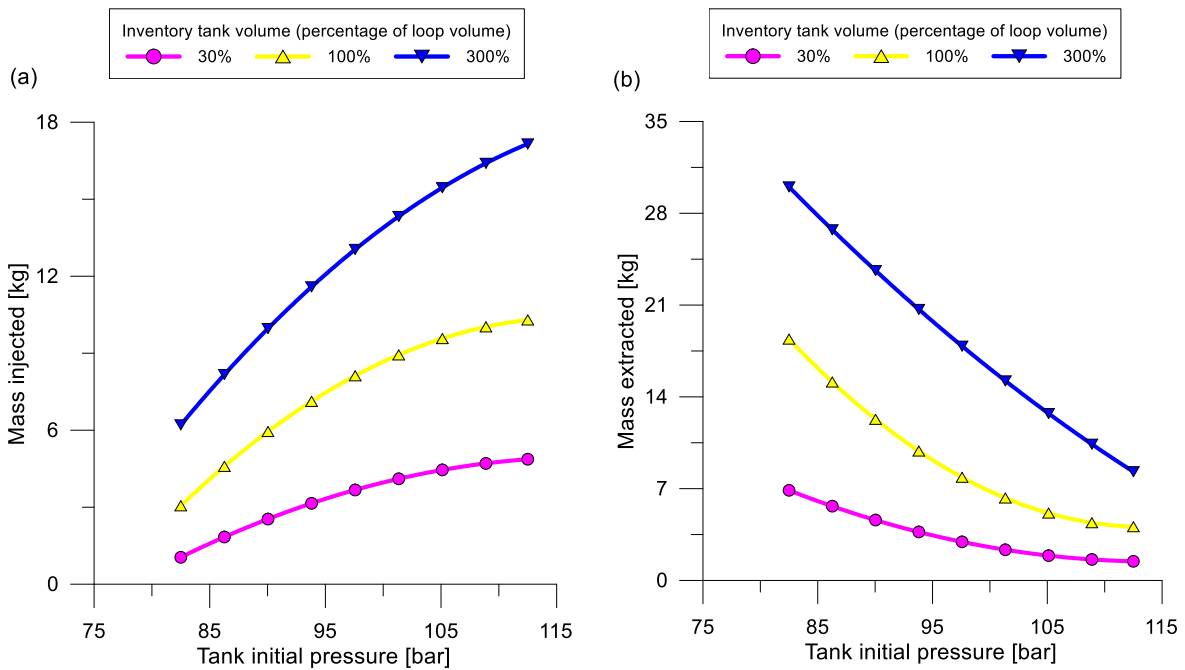 Inventory tank volume (percentage of loop volume)
30% 100% 300%
(a)
18
12
6
0
Mass injected [kg]
75 85 95 105 115
Tank initial pressure [bar]
Inventory tank volume (percentage of loop volume)
30% 100% 300%
(b)
35
28
21
14
7
0
Mass extracted [kg]
75 85 95 105 115
Tank initial pressure [bar]